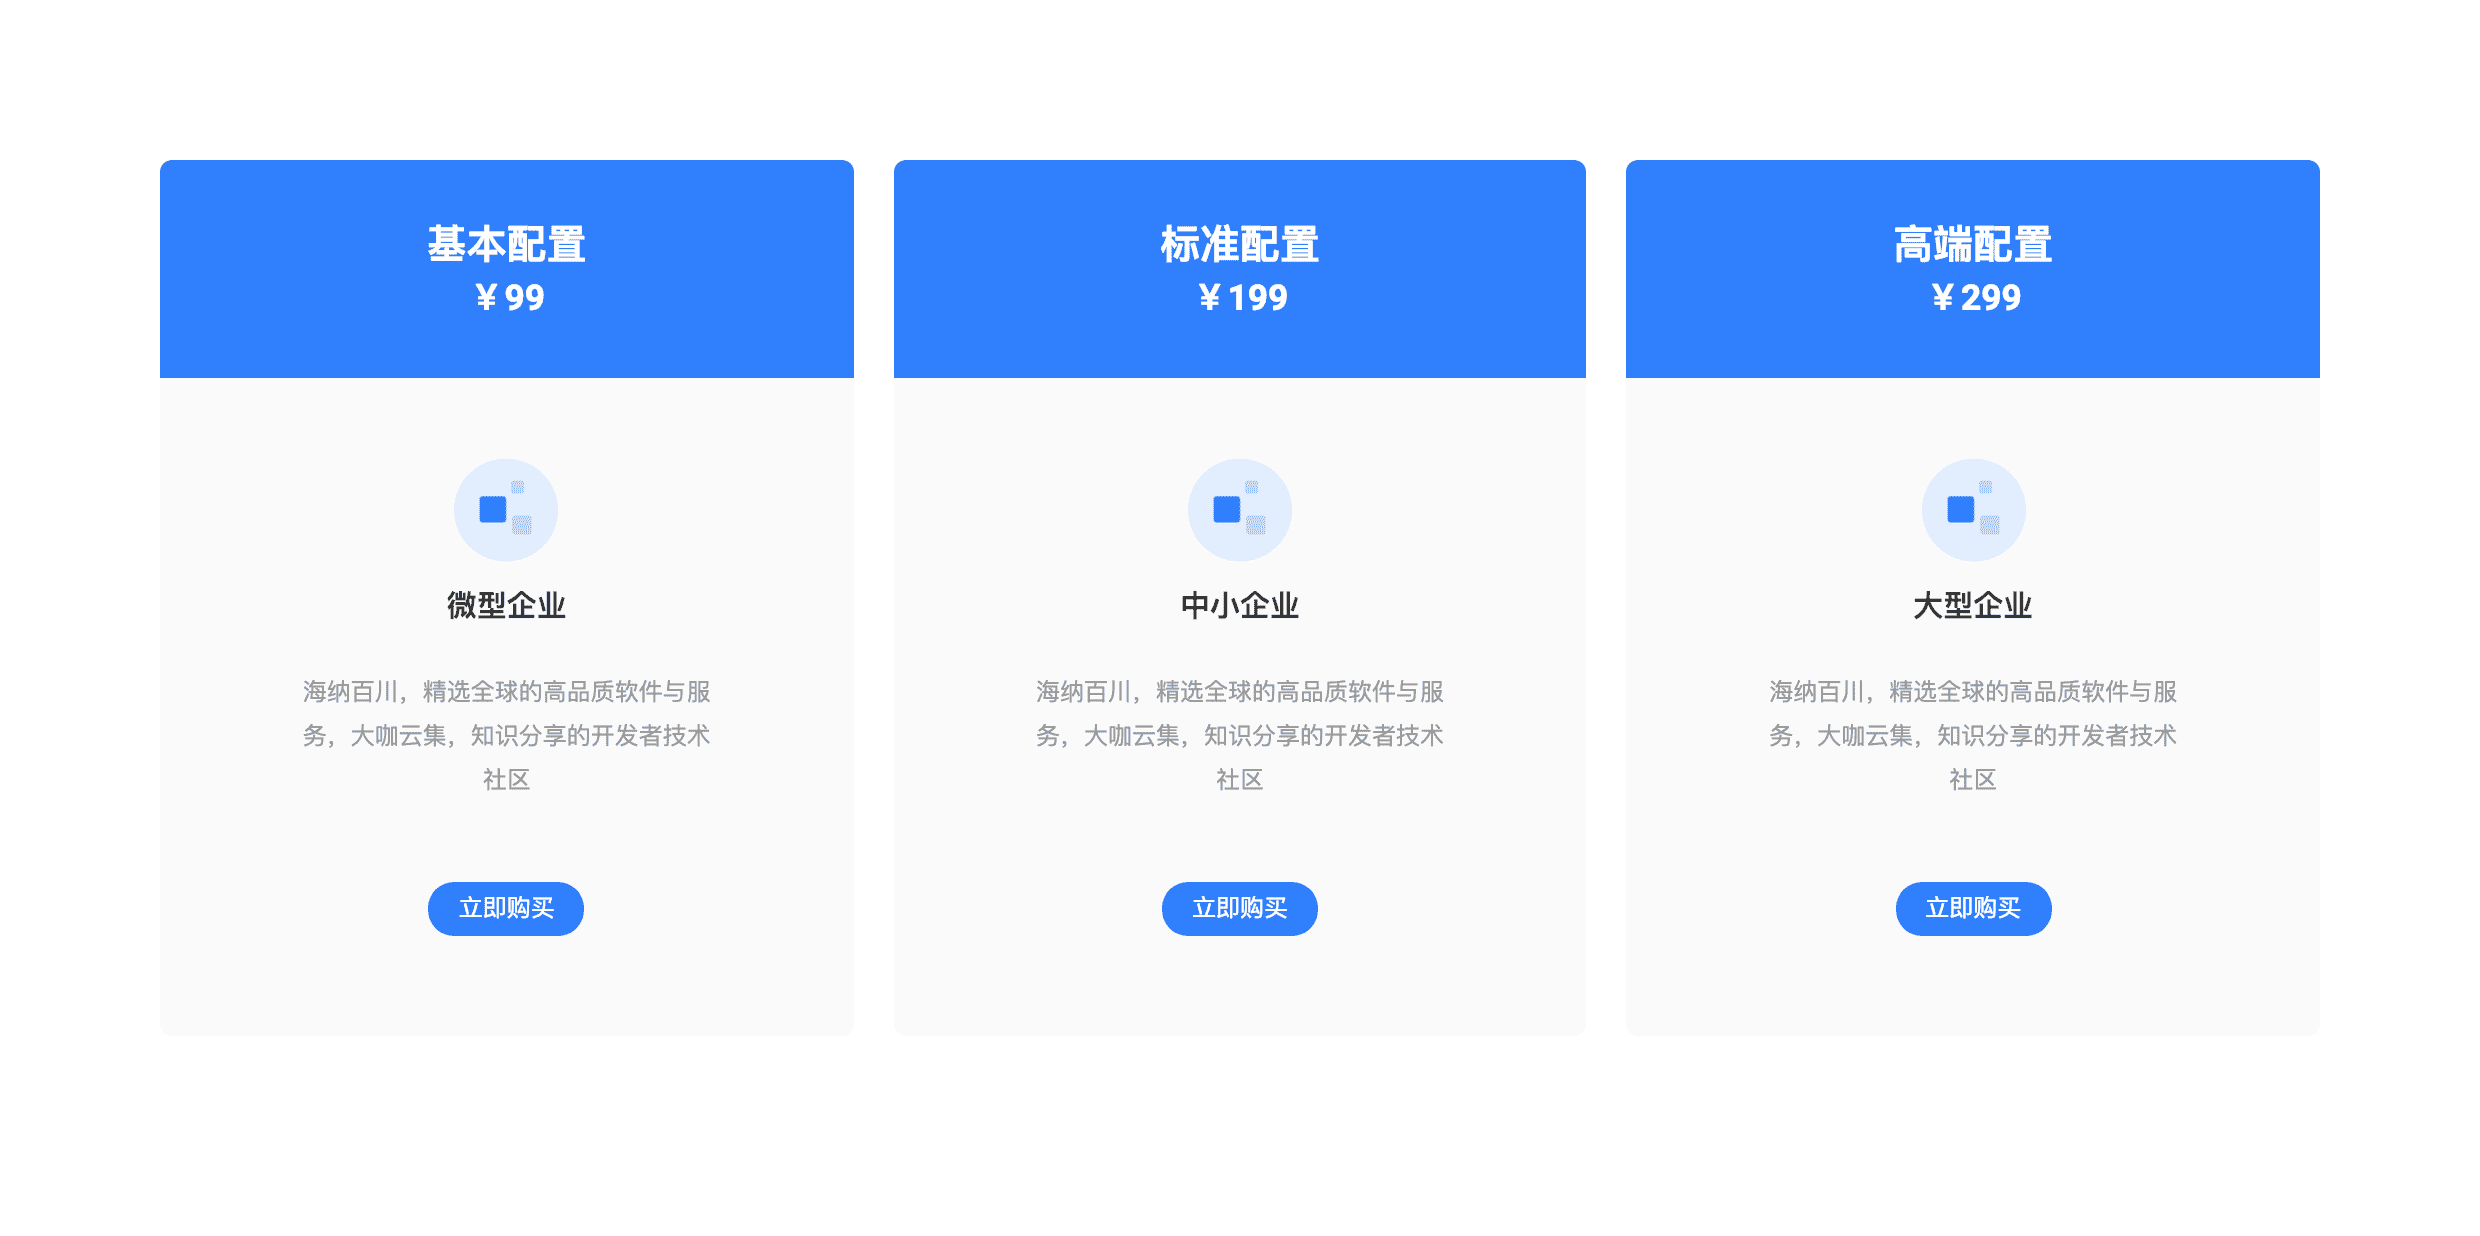 基本配置
¥ 99
微型企业
海纳百川，精选全球的高品质软件与服
务，大咖云集，知识分享的开发者技术
社区
立即购买
标准配置
¥ 199
中小企业
海纳百川，精选全球的高品质软件与服
务，大咖云集，知识分享的开发者技术
社区
立即购买
高端配置
¥ 299
大型企业
海纳百川，精选全球的高品质软件与服
务，大咖云集，知识分享的开发者技术
社区
立即购买